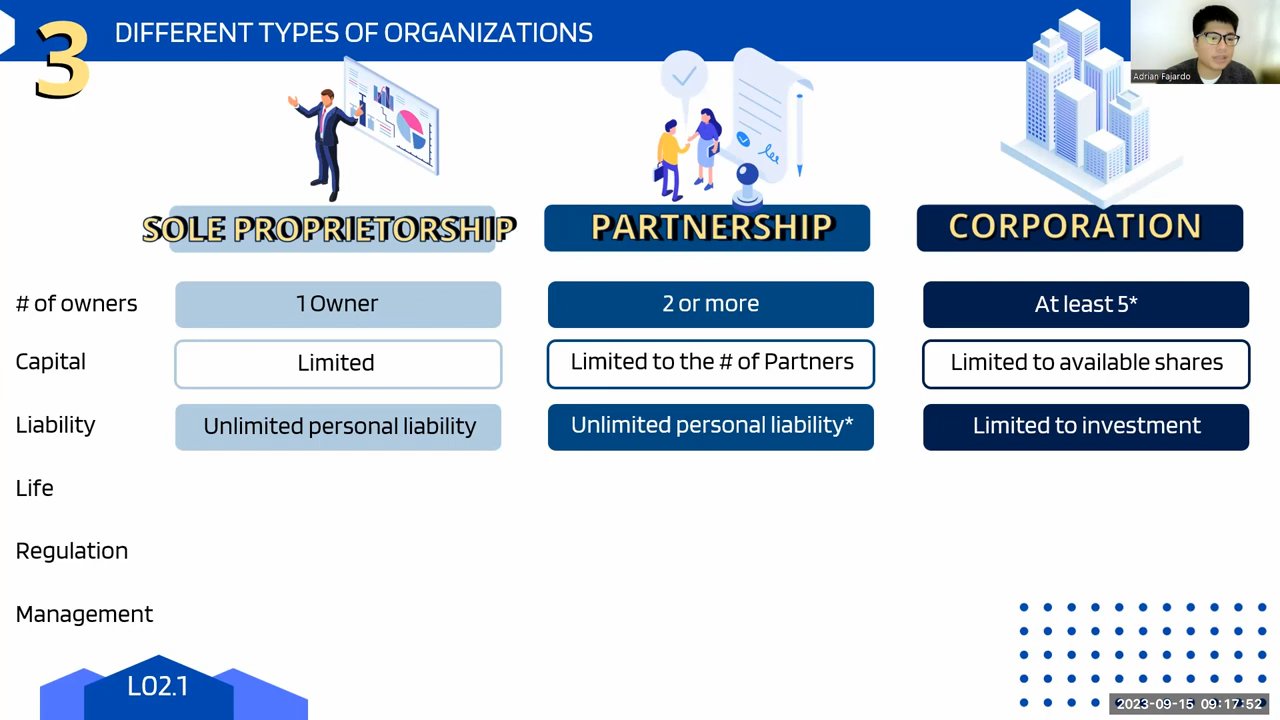 3
DIFFERENT TYPES OF ORGANIZATIONS
Adrian Fajardo
SOLE PROPRIETORSHIP
PARTNERSHIP
CORPORATION
# of owners
1 Owner
2 or more
At least 5*
Capital
Limited
Limited to the # of Partners
Limited to available shares
Liability
Unlimited personal liability
Unlimited personal liability*
Limited to investment
Life
Regulation
Management
LO2.1
2023-09-15 09:17:52